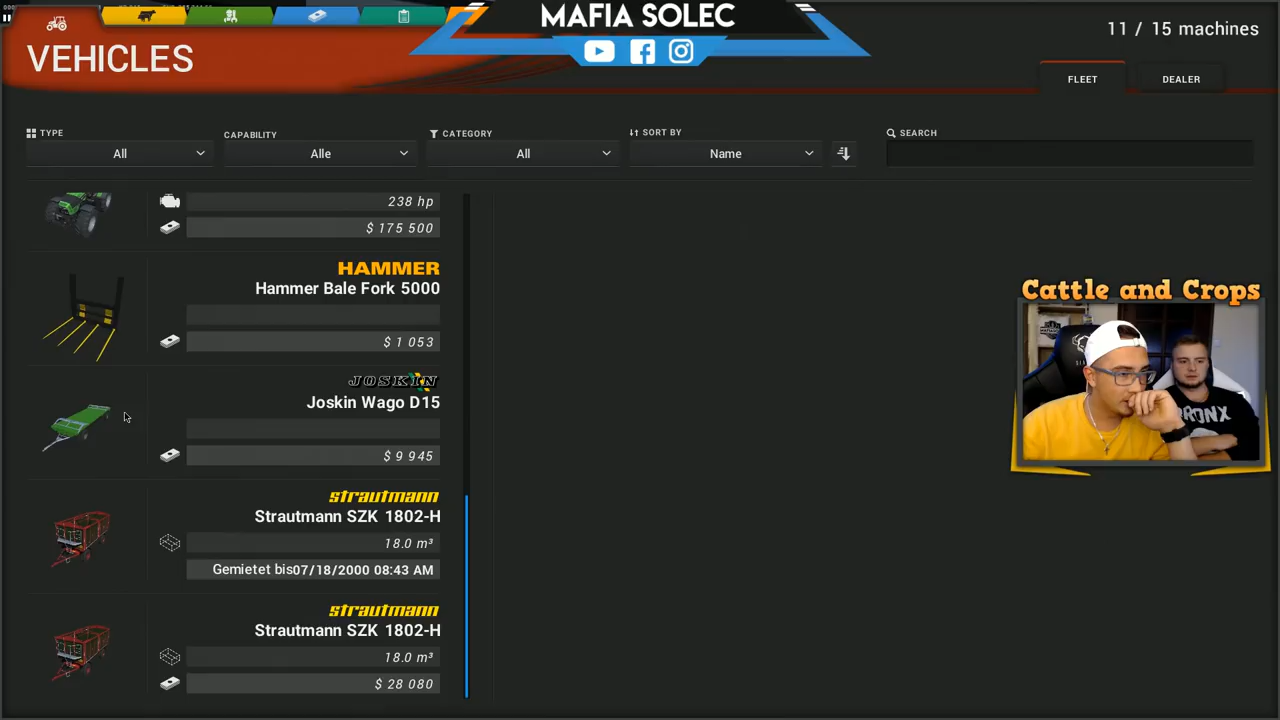 MAFIA SOLEC
11 / 15 machines
VEHICLES
FLEET
DEALER
TYPE
CAPABILITY
CATEGORY
SORT BY
SEARCH
All
Alle
All
Name
238 hp
$ 175 500
HAMMER
Hammer Bale Fork 5000
$ 1 053
JOSKIN
Joskin Wago D15
$ 9 945
strautmann
Strautmann SZK 1802-H
18.0 m³
Gemietet bis07/18/2000 08:43 AM
strautmann
Strautmann SZK 1802-H
18.0 m³
$ 28 080
Cattle and Crops
BRONX